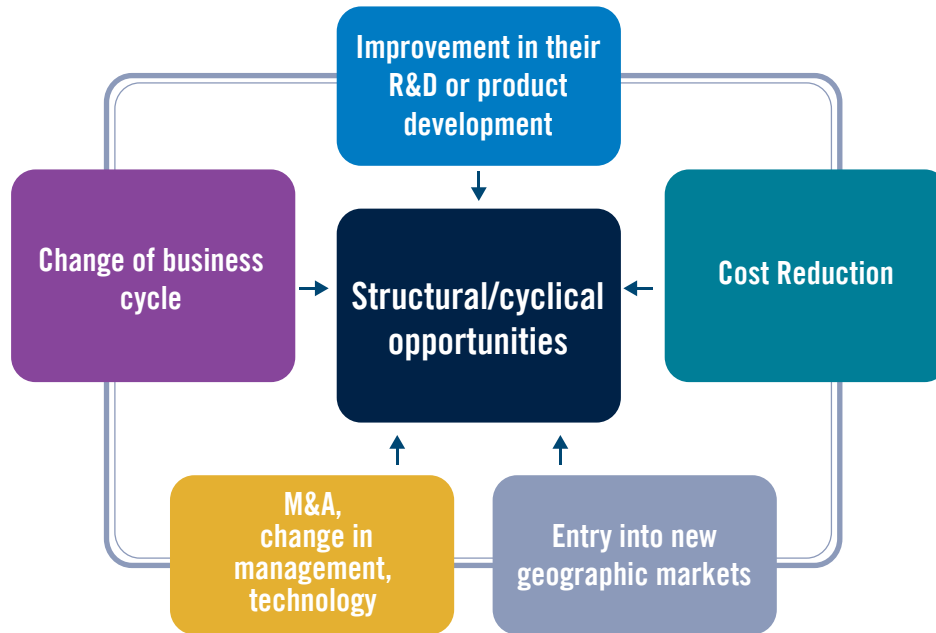 Improvement in their
R&D or product
development
Change of business
cycle
Structural/cyclical
opportunities
Cost Reduction
M&A,
change in
management,
technology
Entry into new
geographic markets